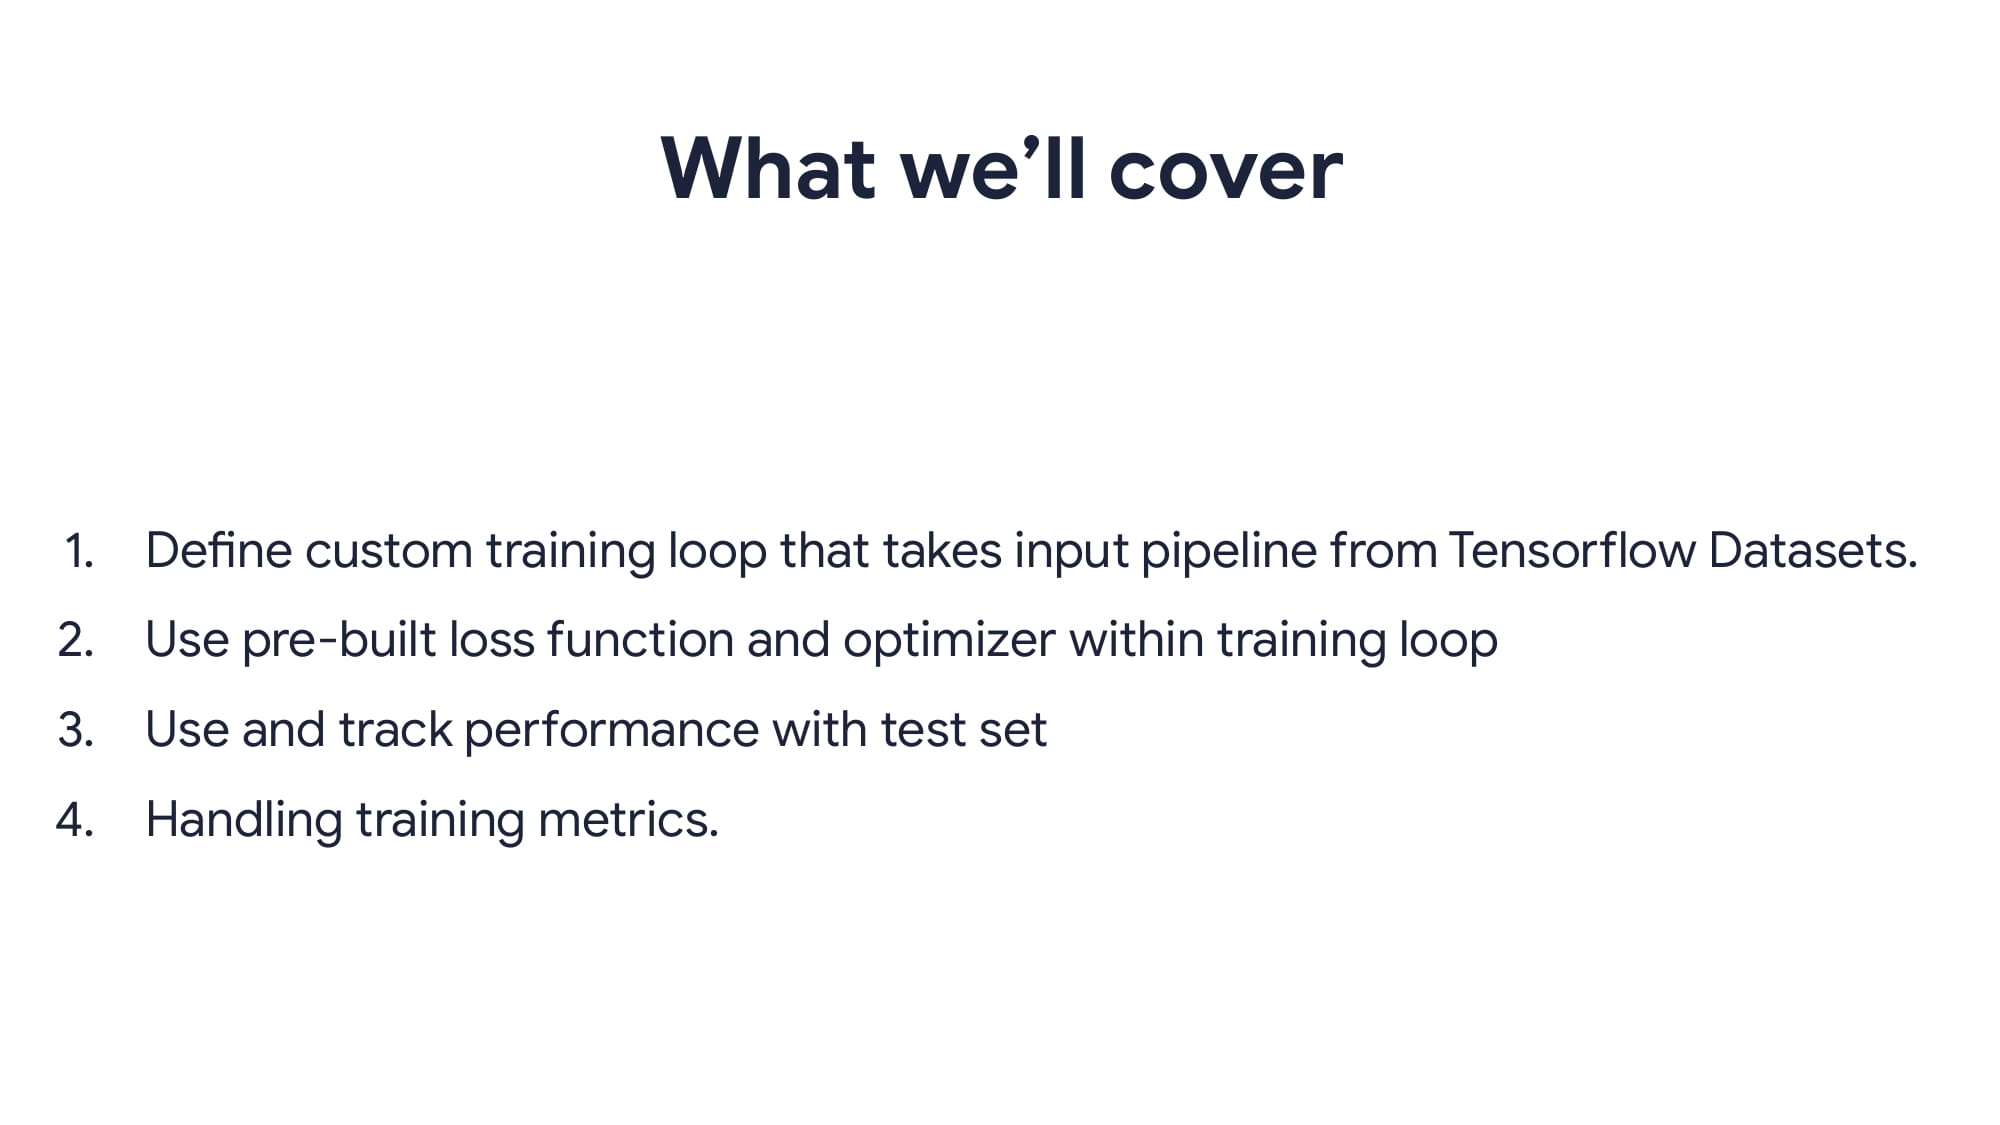 What we’ll cover
1. Define custom training loop that takes input pipeline from Tensorflow Datasets.
2. Use pre-built loss function and optimizer within training loop
3. Use and track performance with test set
4. Handling training metrics.